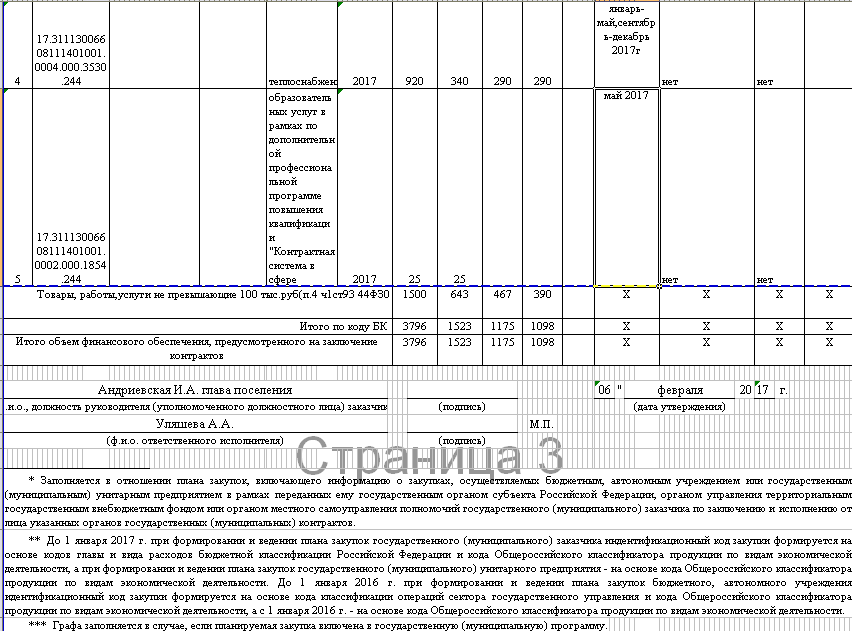 январь-
май,сентябр
ь-декабрь
2017г
17.311130066
08111401001.
0004.000.3530
.244
4 теплоснабжен 2017 920 340 290 290 нет нет
май 2017
образователь
ных услуг в
рамках по
дополнительн
ой
профессиона
льной
программе
повышения
квалификаци
и
"Контрактная
система в
сфере
17.311130066
08111401001.
0002.000.1854
.244
5 2017 25 25 нет нет
Товары, работы,услуги не превышающие 100 тыс.руб(п.4 ч1ст93 44ФЗ0 1500 643 467 390 X X X X
Итого по коду БК 3796 1523 1175 1098 X X X X
Итого объем финансового обеспечения, предусмотренного на заключение
контрактов 3796 1523 1175 1098 X X X X
Андриевская И.А. глава поселения 06 " февраля 20 17 г.
.и.о., должность руководителя (уполномоченного должностного лица) заказчик (подпись) (дата утверждения)
Уляшева А.А. М.П.
(ф.и.о. ответственного исполнителя) (подпись)
Страница 3
* Заполняется в отношении плана закупок, включающего информацию о закупках, осуществляемых бюджетным, автономным учреждением или государственным
(муниципальным) унитарным предприятием в рамках переданных ему государственным органом субъекта Российской Федерации, органом управления территориальным
государственным внебюджетным фондом или органом местного самоуправления полномочий государственного (муниципального) заказчика по заключению и исполнению от
лица указанных органов государственных (муниципальных) контрактов.
** До 1 января 2017 г. при формировании и ведении плана закупок государственного (муниципального) заказчика индентификационный код закупки формируется на
основе кодов главы и вида расходов бюджетной классификации Российской Федерации и кода Общероссийского классификатора продукции по видам экономической
деятельности, а при формировании и ведении плана закупок государственного (муниципального) унитарного предприятия - на основе кода Общероссийского классификатора
продукции по видам экономической деятельности. До 1 января 2016 г. при формировании и ведении плана закупок бюджетного, автономного учреждения
идентификационный код закупки формируется на основе кода классификации операций сектора государственного управления и кода Общероссийского классификатора
продукции по видам экономической деятельности, а с 1 января 2016 г. - на основе кода Общероссийского классификатора продукции по видам экономической деятельности.
*** Графа заполняется в случае, если планируемая закупка включена в государственную (муниципальную) программу.